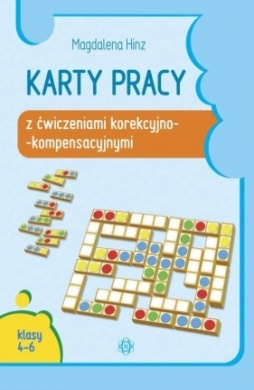 Magdalena Hinz
KARTY PRACY
z ćwiczeniami korekcyjno-
-kompensacyjnymi
klasy
4–6